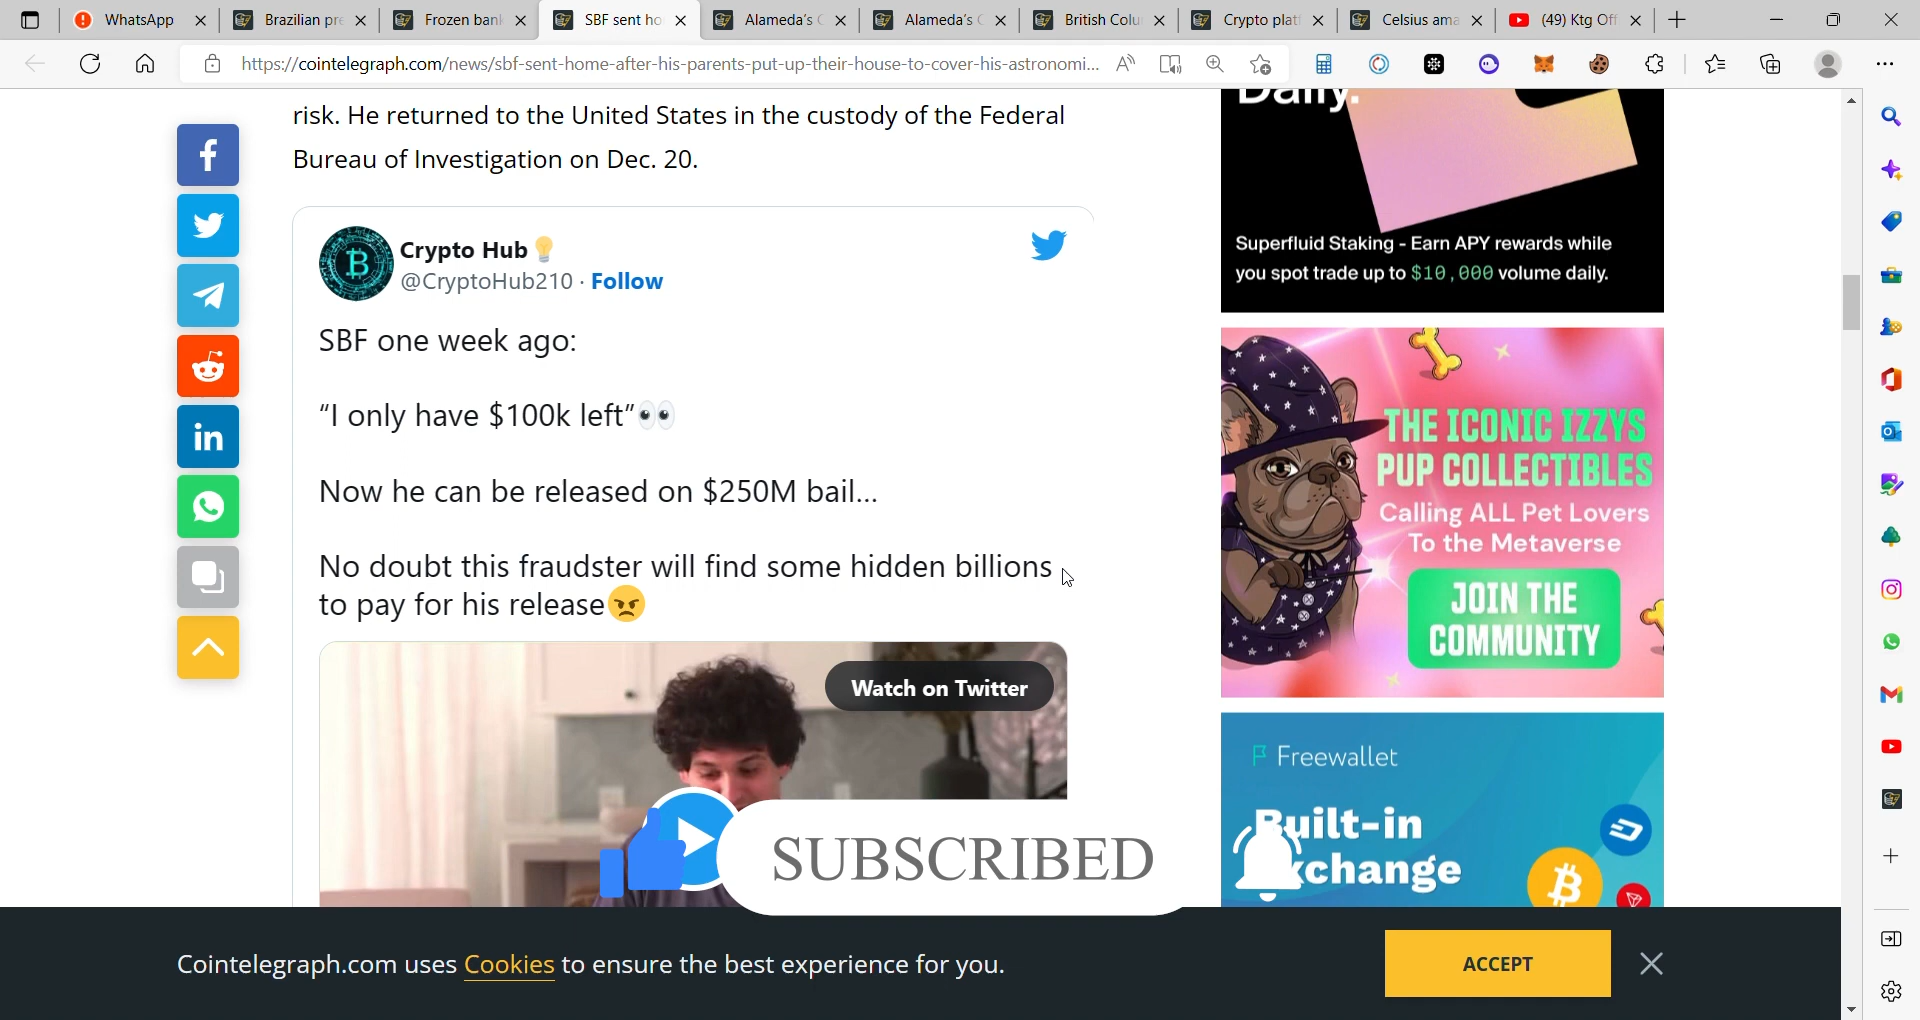 WhatsApp
Brazilian pre
Frozen bank
SBF sent ho
Alameda's C
Alameda's C
British Colu
Crypto plat
Celsius ama
(49) Ktg Off
https://cointelegraph.com/news/sbf-sent-home-after-his-parents-put-up-their-house-to-cover-his-astronomi...
risk. He returned to the United States in the custody of the Federal
Bureau of Investigation on Dec. 20.
Crypto Hub
@CryptoHub210 · Follow
SBF one week ago:
“I only have $100k left”👀
Now he can be released on $250M bail...
No doubt this fraudster will find some hidden billions
to pay for his release😠
Watch on Twitter
SUBSCRIBED
Daily.
Superfluid Staking - Earn APY rewards while
you spot trade up to $10,000 volume daily.
THE ICONIC IZZYS
PUP COLLECTIBLES
Calling ALL Pet Lovers
To the Metaverse
JOIN THE
COMMUNITY
Freewallet
Built-in
xchange
Cointelegraph.com uses Cookies to ensure the best experience for you.
ACCEPT